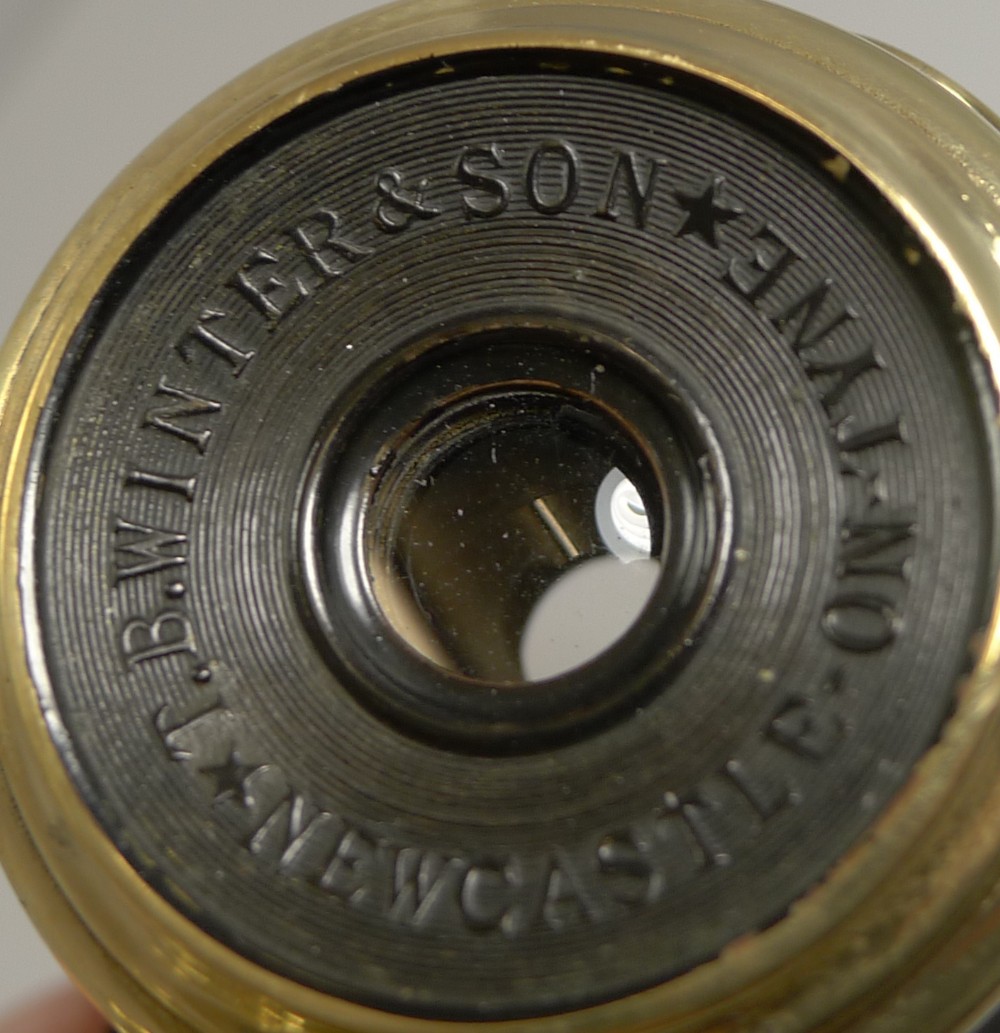 T.B.WINTER & SON
★
NEWCASTLE-ON-TYNE
★